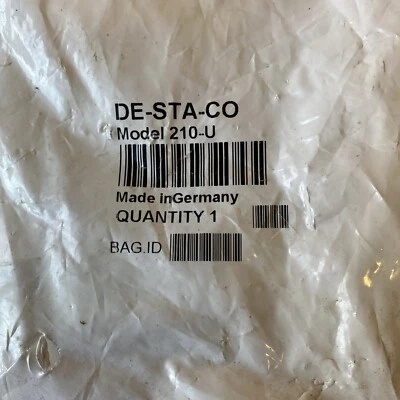 DE-STA-CO
Model 210-U
Made inGermany
QUANTITY 1
BAG.ID